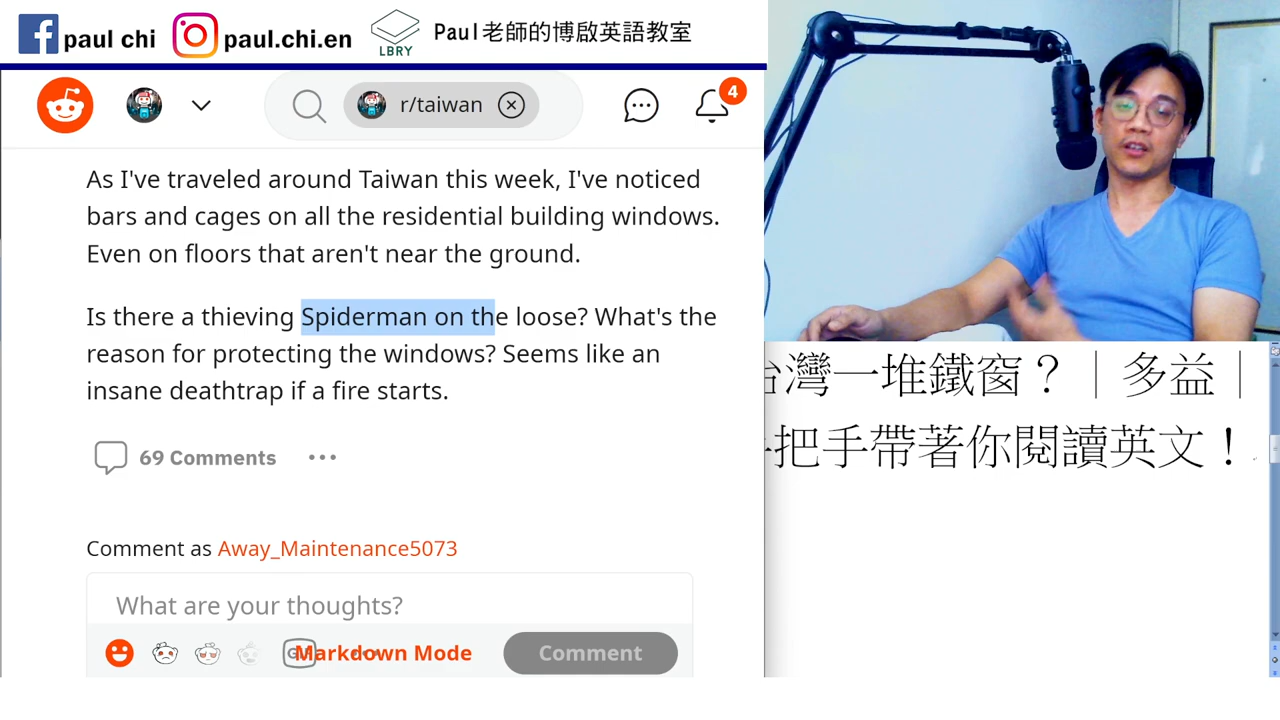 paul chi
paul.chi.en
LBRY
Paul老師的博啟英語教室
r/taiwan
4
As I've traveled around Taiwan this week, I've noticed
bars and cages on all the residential building windows.
Even on floors that aren't near the ground.
Is there a thieving Spiderman on the loose? What's the
reason for protecting the windows? Seems like an
insane deathtrap if a fire starts.
69 Comments
Comment as Away_Maintenance5073
What are your thoughts?
Markdown Mode
Comment
台灣一堆鐵窗？｜多益｜
手把手帶著你閱讀英文！